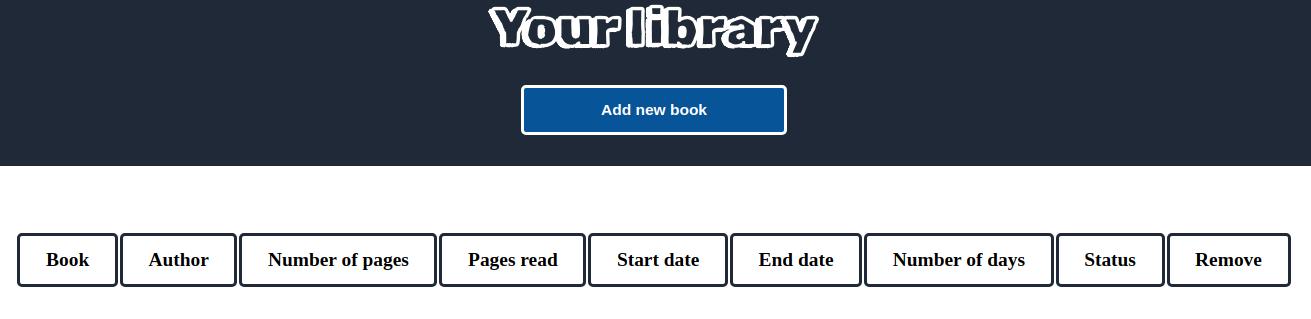 Your library
Add new book
Book Author Number of pages Pages read Start date End date Number of days Status Remove